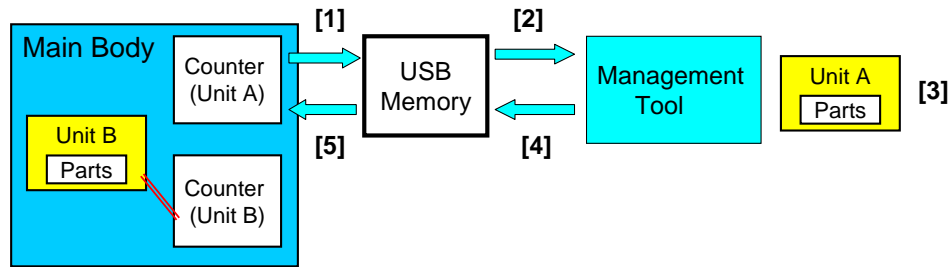 Main Body
Counter
(Unit A)
Unit B
Parts
Counter
(Unit B)
[1]
[5]
USB
Memory
[2]
[4]
Management
Tool
Unit A
Parts
[3]